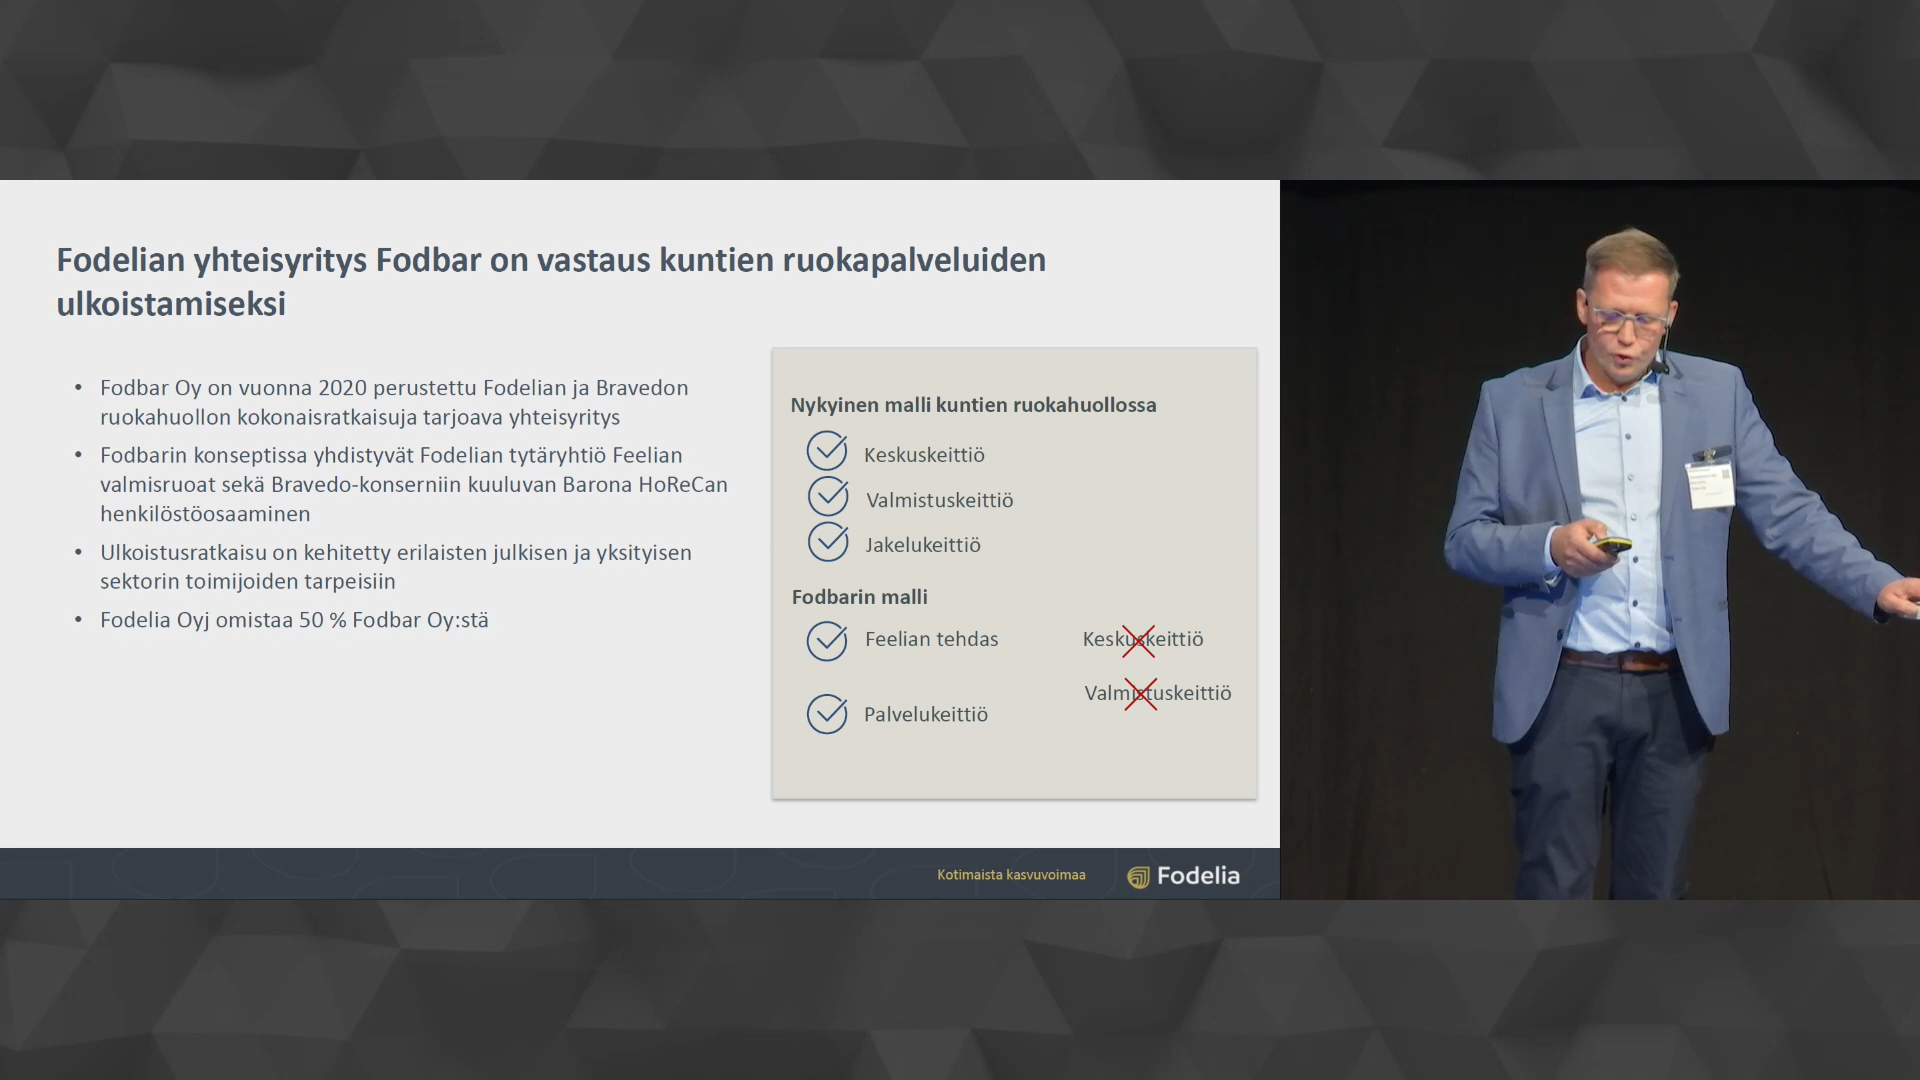 Fodelian yhteisyritys Fodbar on vastaus kuntien ruokapalveluiden
ulkoistamiseksi
• Fodbar Oy on vuonna 2020 perustettu Fodelian ja Bravedon
ruokahuollon kokonaisratkaisuja tarjoava yhteisyritys
• Fodbarin konseptissa yhdistyvät Fodelian tytäryhtiö Feelian
valmisruoat sekä Bravedo-konserniin kuuluvan Barona HoReCan
henkilöstöosaaminen
• Ulkoistusratkaisu on kehitetty erilaisten julkisen ja yksityisen
sektorin toimijoiden tarpeisiin
• Fodelia Oyj omistaa 50 % Fodbar Oy:stä
Nykyinen malli kuntien ruokahuollossa
Keskuskeittiö
Valmistuskeittiö
Jakelukeittiö
Fodbarin malli
Feelian tehdas
Keskuskeittiö
Valmistuskeittiö
Palvelukeittiö
Kotimaista kasvuvoimaa
Fodelia